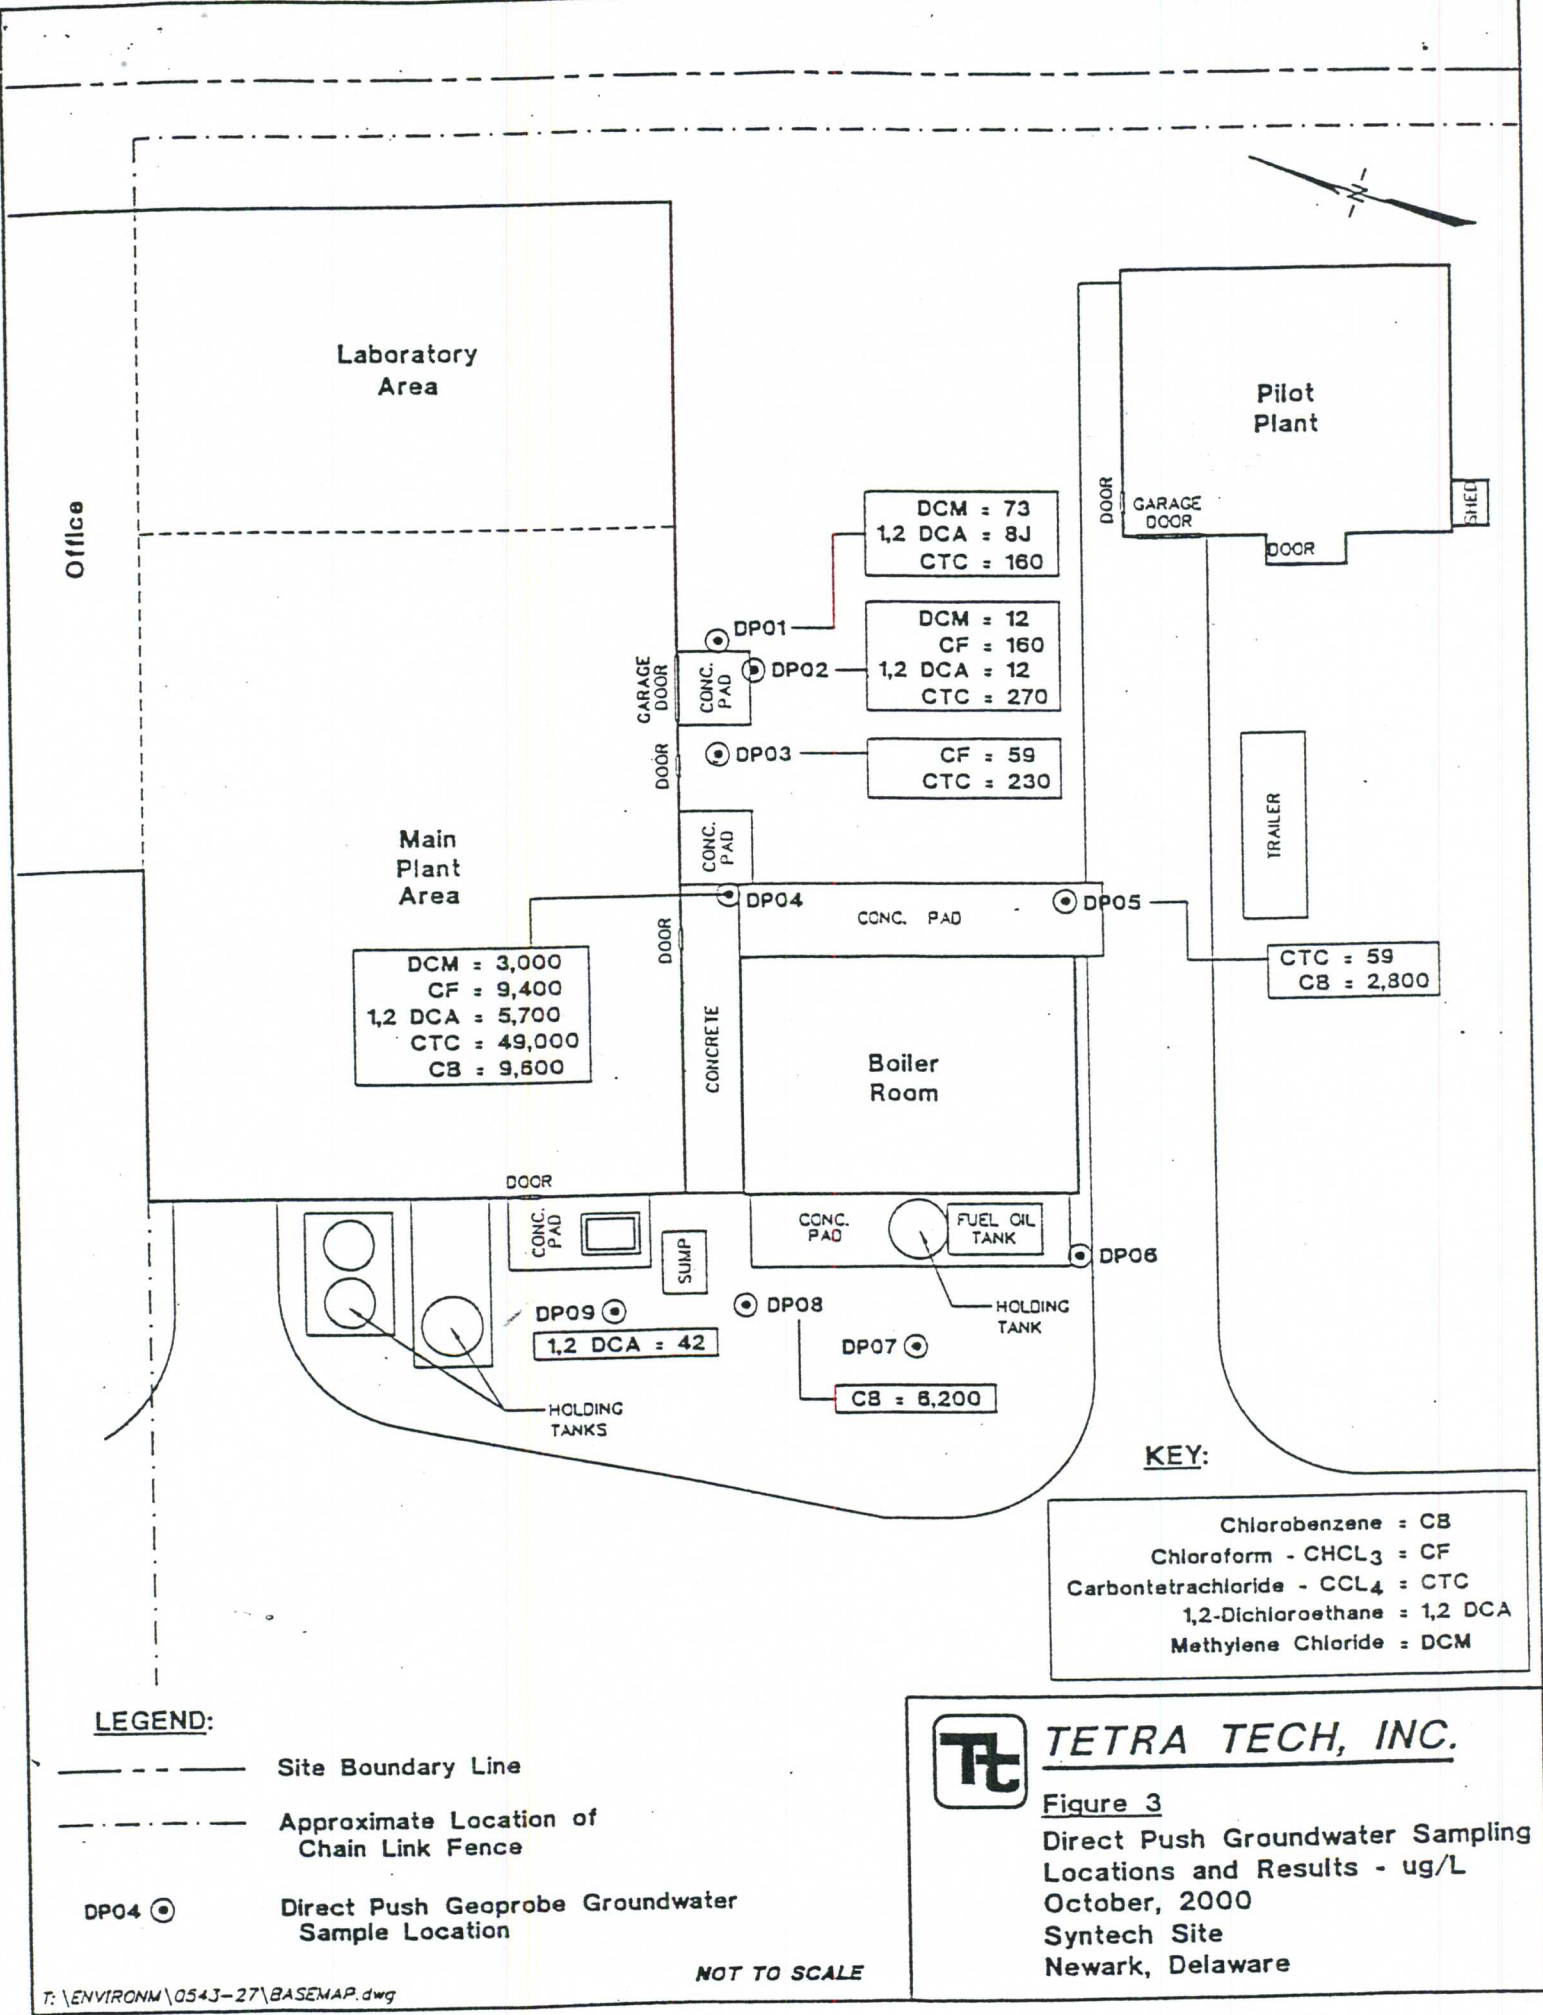 N
Laboratory
Area
Pilot
Plant
Office
DOOR
GARAGE
DOOR
DOOR
SHED
DCM = 73
1,2 DCA = 8J
CTC = 160
DP01
DCM = 12
CF = 160
1,2 DCA = 12
CTC = 270
DP02
GARAGE
DOOR
CONC.
PAD
DP03
CF = 59
CTC = 230
DOOR
TRAILER
CONC.
PAD
Main
Plant
Area
DP04
CONC. PAD
DP05
DOOR
CTC = 59
CB = 2,800
DCM = 3,000
CF = 9,400
1,2 DCA = 5,700
CTC = 49,000
CB = 9,600
CONCRETE
Boiler
Room
DOOR
CONC.
PAD
SUMP
CONC.
PAD
FUEL OIL
TANK
DP06
DP09
1,2 DCA = 42
DP08
HOLDING
TANK
DP07
CB = 6,200
HOLDING
TANKS
KEY:
Chlorobenzene = CB
Chloroform - CHCL3 = CF
Carbontetrachloride - CCL4 = CTC
1,2-Dichloroethane = 1,2 DCA
Methylene Chloride = DCM
LEGEND:
Site Boundary Line
Approximate Location of
Chain Link Fence
DP04
Direct Push Geoprobe Groundwater
Sample Location
NOT TO SCALE
T:\ENVIRONM\0543-27\BASEMAP.dwg
Tt
TETRA TECH, INC.
Figure 3
Direct Push Groundwater Sampling
Locations and Results - ug/L
October, 2000
Syntech Site
Newark, Delaware